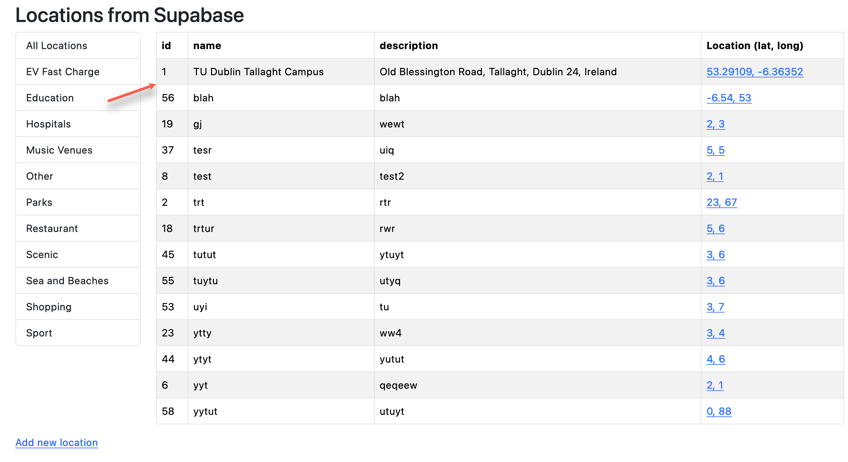 Locations from Supabase
All Locations
EV Fast Charge
Education
Hospitals
Music Venues
Other
Parks
Restaurant
Scenic
Sea and Beaches
Shopping
Sport
id name description Location (lat, long)
1 TU Dublin Tallaght Campus Old Blessington Road, Tallaght, Dublin 24, Ireland 53.29109, -6.36352
56 blah blah -6.54, 53
19 gj wewt 2, 3
37 tesr uiq 5, 5
8 test test2 2, 1
2 trt rtr 23, 67
18 trtur rwr 5, 6
45 tutut ytuyt 3, 6
55 tuytu utyq 3, 6
53 uyi tu 3, 7
23 ytty ww4 3, 4
44 ytyt yutut 4, 6
6 yyt qeqeew 2, 1
58 yytut utuyt 0, 88
Add new location